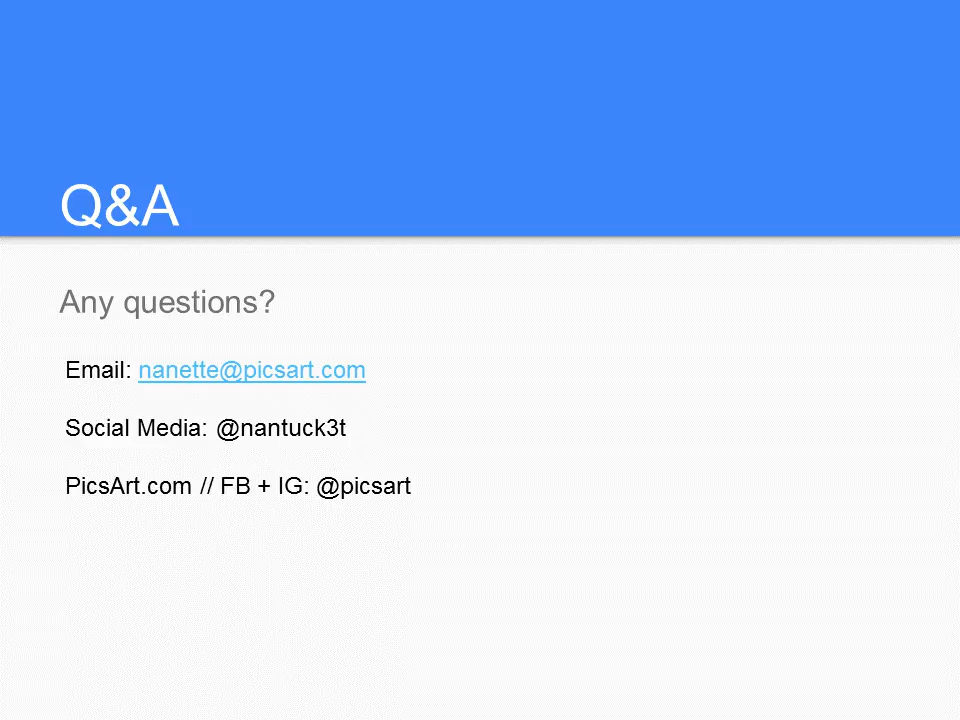 Q&A
Any questions?
Email: nanette@picsart.com
Social Media: @nantuck3t
PicsArt.com // FB + IG: @picsart